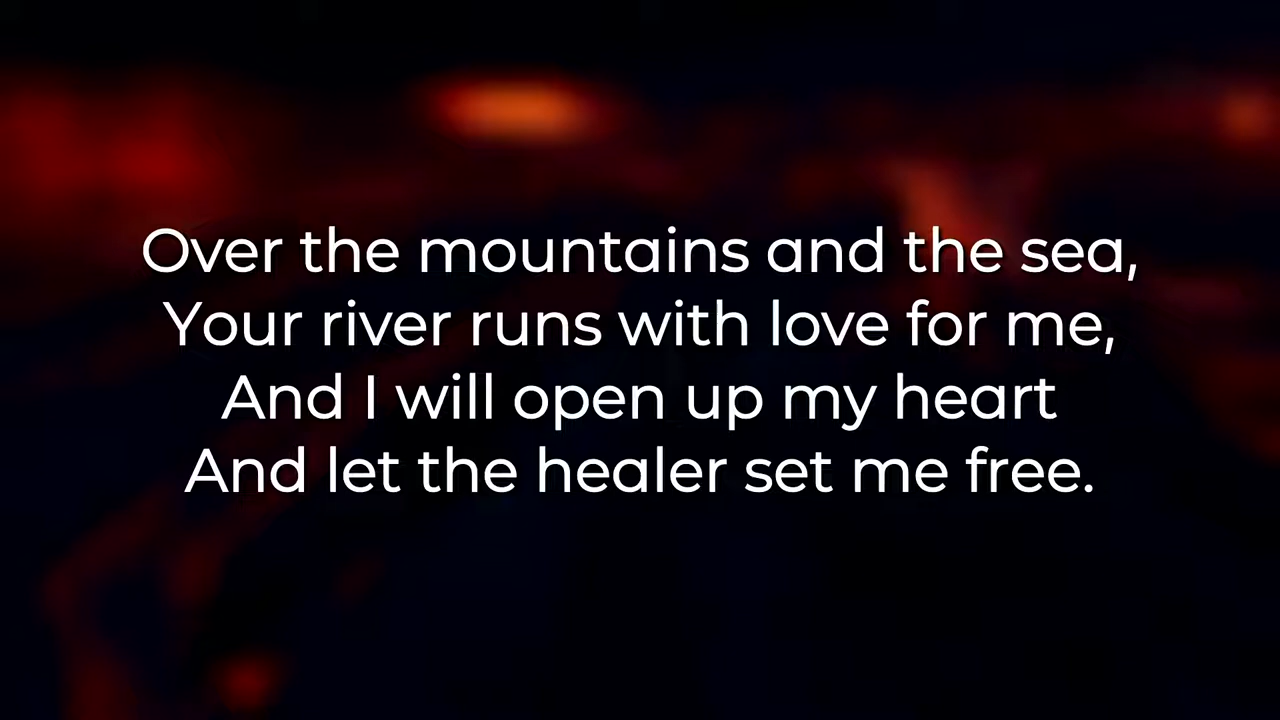 Over the mountains and the sea,
Your river runs with love for me,
And I will open up my heart
And let the healer set me free.